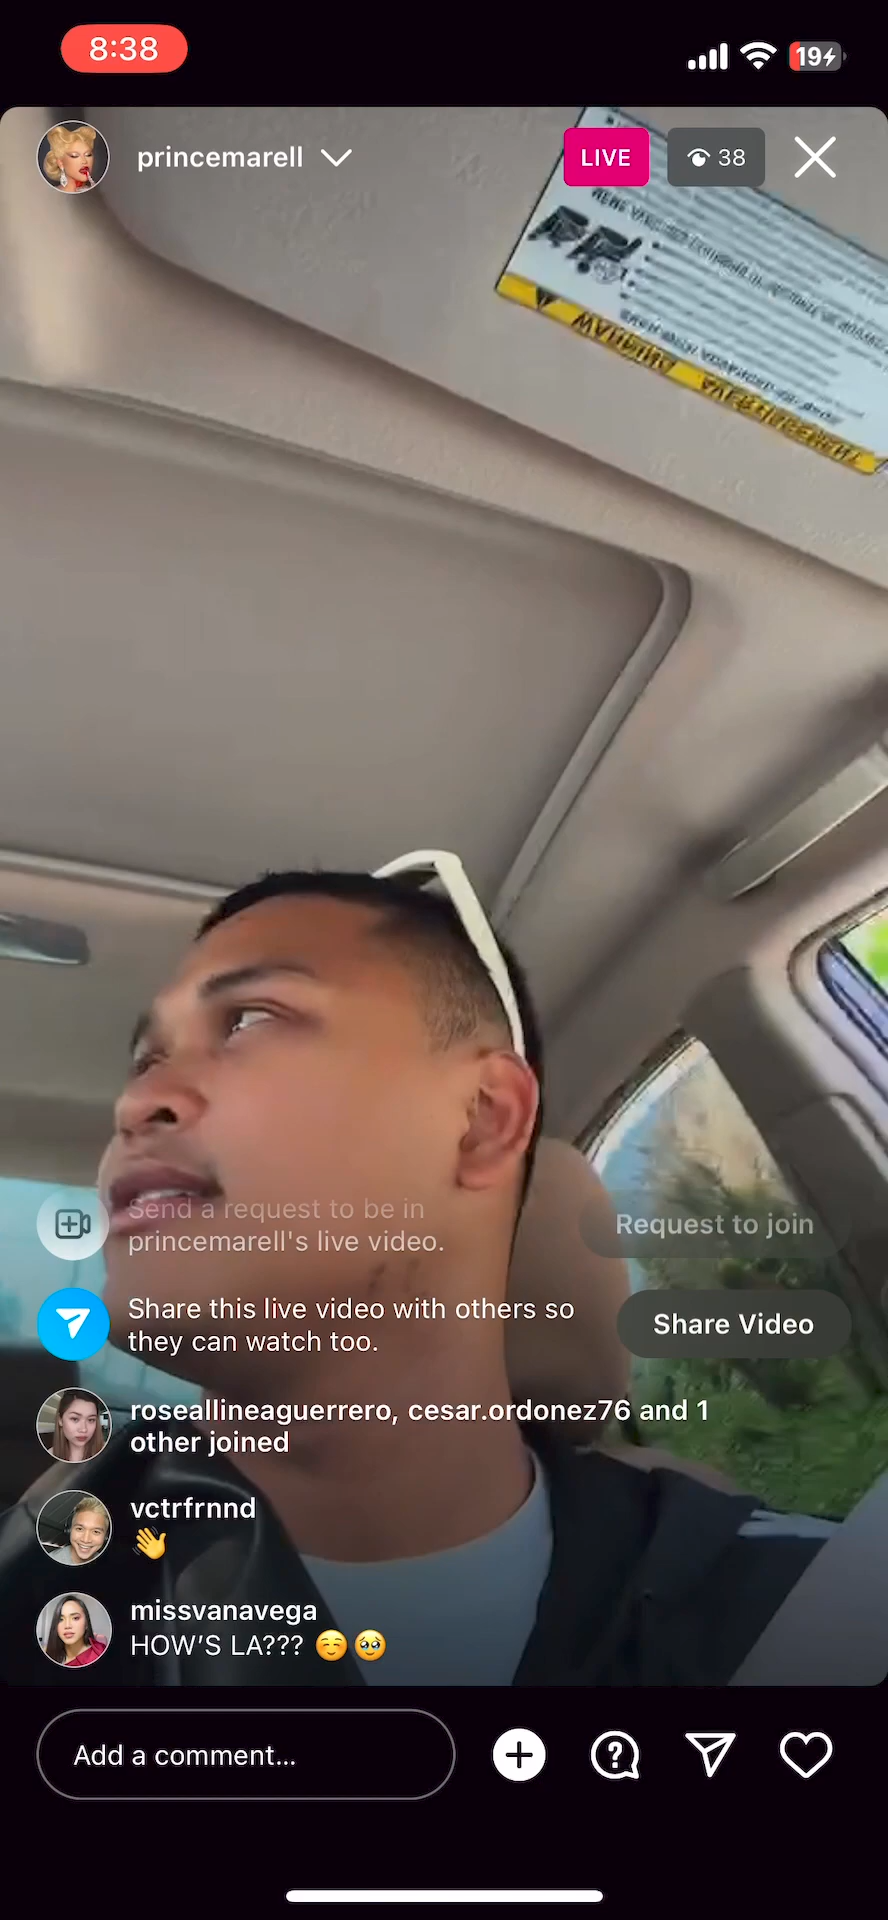 8:38
19
princemarell
LIVE
38
Send a request to be in
princemarell's live video.
Request to join
Share this live video with others so
they can watch too.
Share Video
roseallineaguerrero, cesar.ordonez76 and 1
other joined
vctrfrnnd
👋
missvanavega
HOW'S LA??? ☺️🥹
Add a comment...